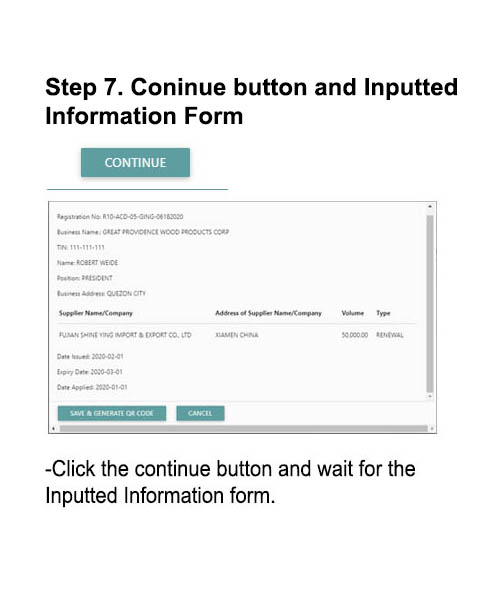 Step 7. Coninue button and Inputted
Information Form
CONTINUE
Registration No: R10-ACD-05-GING-06182020
Business Name: GREAT PROVIDENCE WOOD PRODUCTS CORP
TIN: 111-111-111
Name: ROBERT WEIDE
Position: PRESIDENT
Business Address: QUEZON CITY
Supplier Name/Company Address of Supplier Name/Company Volume Type
FUJIAN SHINE YING IMPORT & EXPORT CO., LTD XIAMEN CHINA 50,000.00 RENEWAL
Date Issued: 2020-02-01
Expiry Date: 2020-03-01
Date Applied: 2020-01-01
SAVE & GENERATE QR CODE CANCEL
-Click the continue button and wait for the
Inputted Information form.